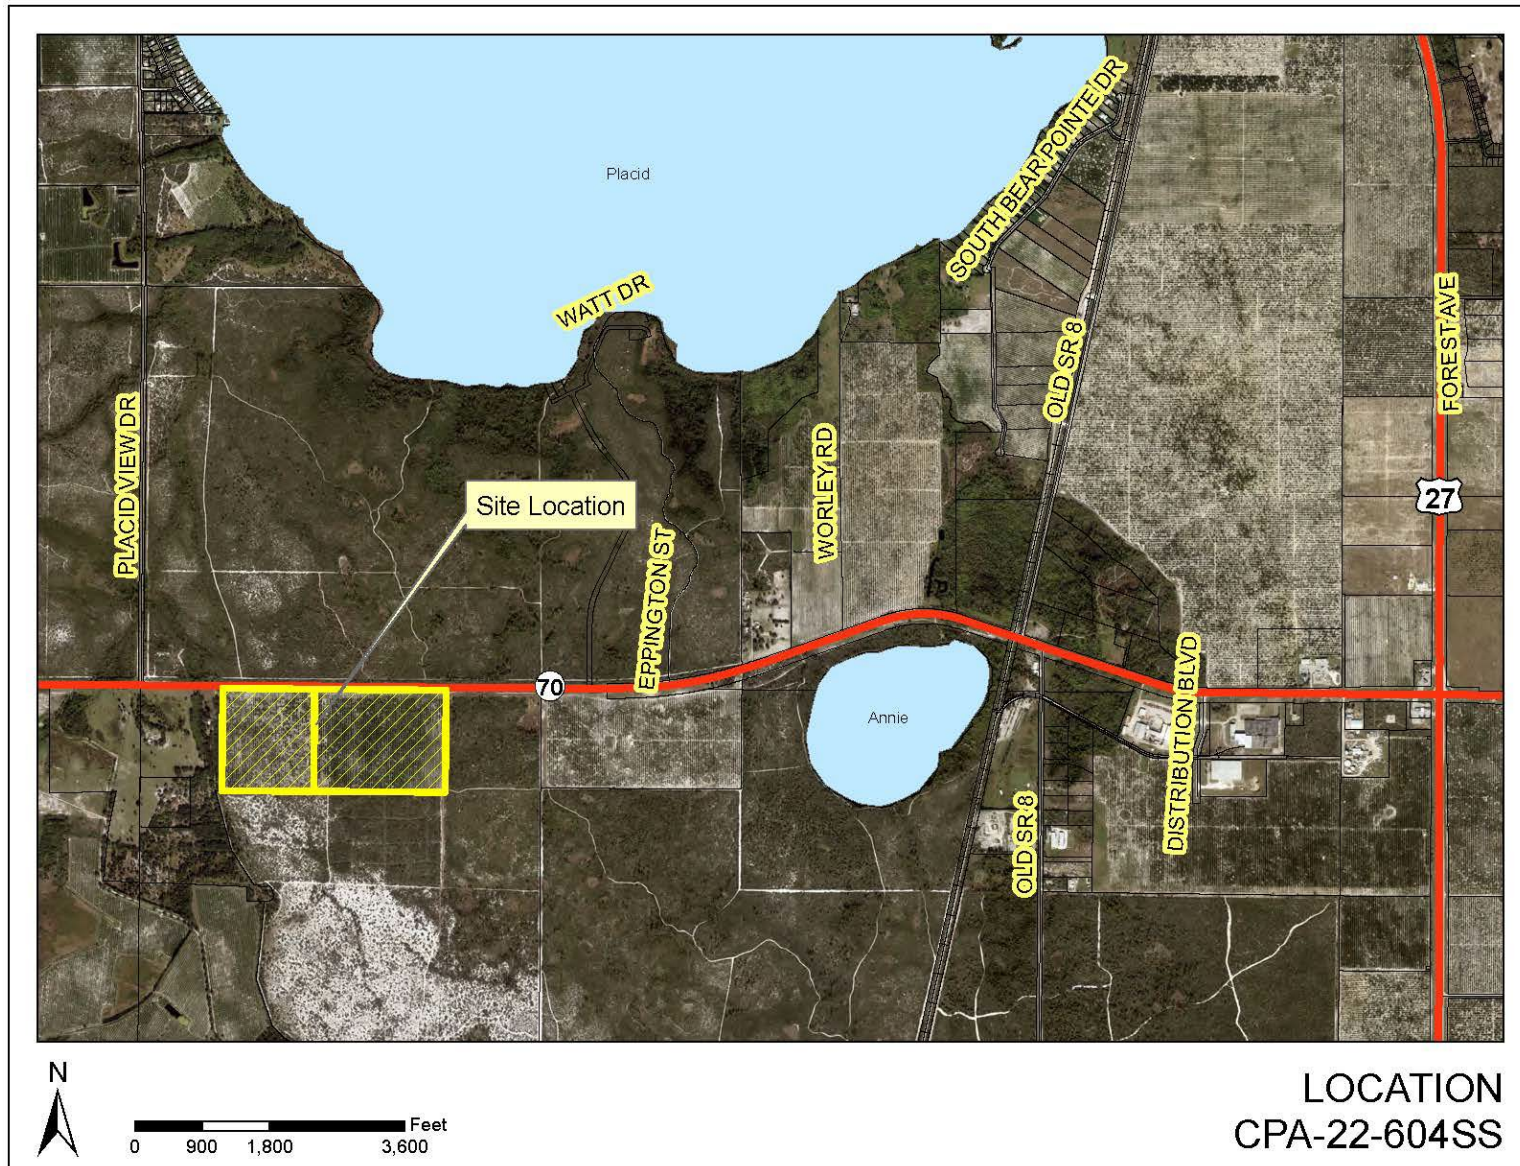 Placid
SOUTH BEAR POINTE DR
WATT DR
OLD SR 8
FOREST AVE
PLACID VIEW DR
WORLEY RD
27
Site Location
EPPINGTON ST
70
DISTRIBUTION BLVD
Annie
OLD SR 8
N
Feet
0 900 1,800 3,600
LOCATION
CPA-22-604SS